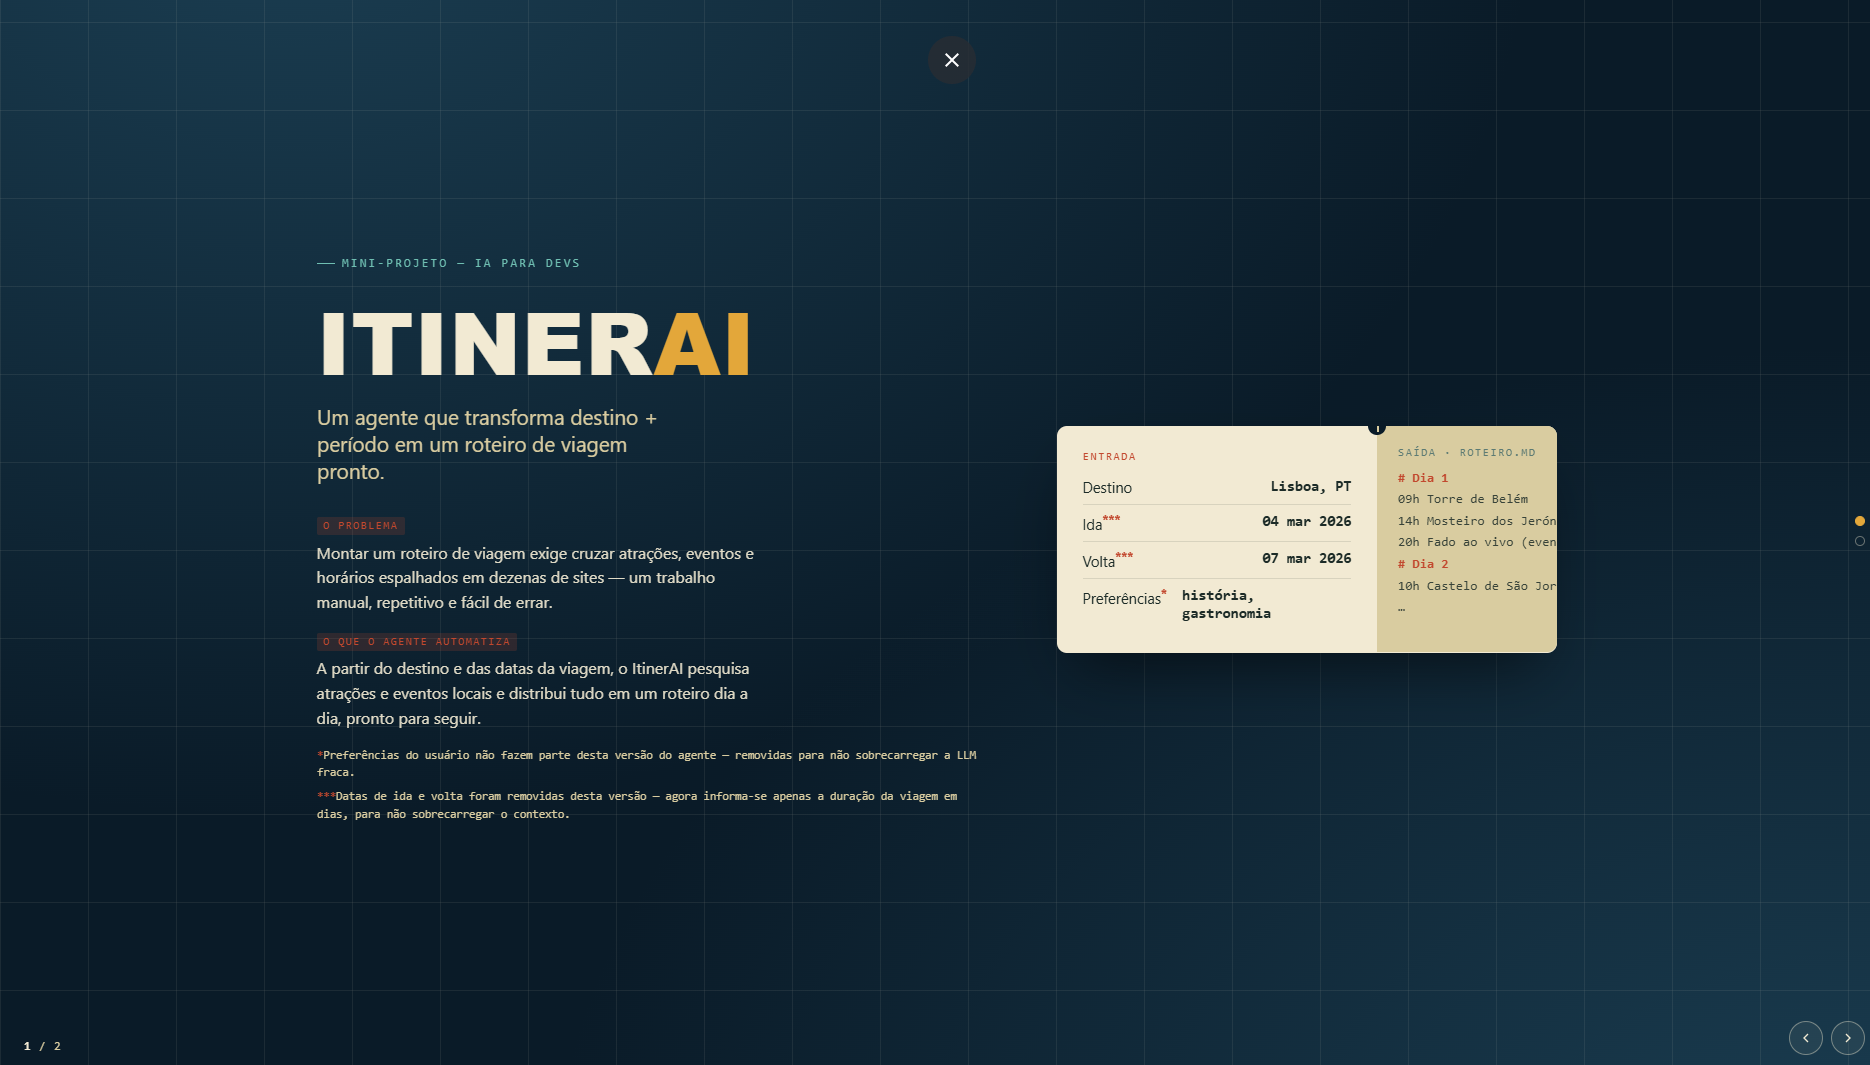 MINI-PROJETO — IA PARA DEVS
ITINERAI
Um agente que transforma destino +
período em um roteiro de viagem
pronto.
O PROBLEMA
Montar um roteiro de viagem exige cruzar atrações, eventos e
horários espalhados em dezenas de sites — um trabalho
manual, repetitivo e fácil de errar.
O QUE O AGENTE AUTOMATIZA
A partir do destino e das datas da viagem, o ItinerAI pesquisa
atrações e eventos locais e distribui tudo em um roteiro dia a
dia, pronto para seguir.
*Preferências do usuário não fazem parte desta versão do agente — removidas para não sobrecarregar a LLM
fraca.
***Datas de ida e volta foram removidas desta versão — agora informa-se apenas a duração da viagem em
dias, para não sobrecarregar o contexto.
ENTRADA
Destino Lisboa, PT
Ida*** 04 mar 2026
Volta*** 07 mar 2026
Preferências* história,
gastronomia
SAÍDA · ROTEIRO.MD
# Dia 1
09h Torre de Belém
14h Mosteiro dos Jerón
20h Fado ao vivo (even
# Dia 2
10h Castelo de São Jor
…
1 / 2